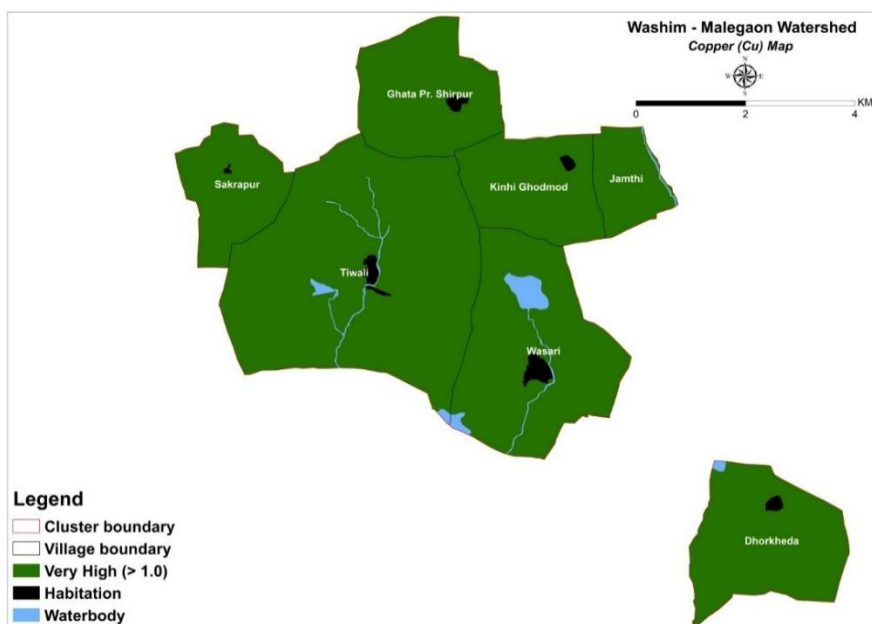 Washim - Malegaon Watershed
Copper (Cu) Map
N
W E
S
KM
0 2 4
Ghata Pr. Shirpur
Sakrapur
Kinhi Ghodmod
Jamthi
Tiwali
Wasari
Dhorkheda
Legend
Cluster boundary
Village boundary
Very High (> 1.0)
Habitation
Waterbody